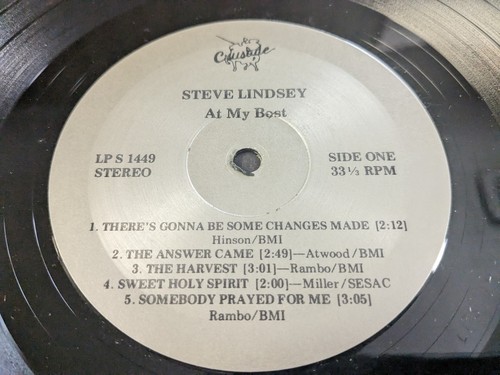 Crusade
STEVE LINDSEY
At My Best
LP S 1449
STEREO
SIDE ONE
33⅓ RPM
1. THERE'S GONNA BE SOME CHANGES MADE [2:12]
Hinson/BMI
2. THE ANSWER CAME [2:49]—Atwood/BMI
3. THE HARVEST [3:01]—Rambo/BMI
4. SWEET HOLY SPIRIT [2:00]—Miller/SESAC
5. SOMEBODY PRAYED FOR ME [3:05]
Rambo/BMI